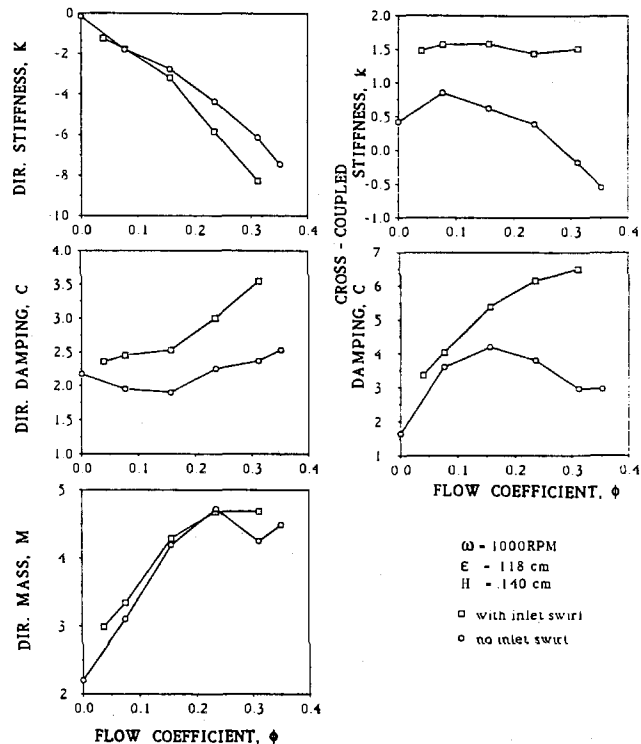 DIR. STIFFNESS, K
-0
-2
-4
-6
-8
-10
0.0 0.1 0.2 0.3 0.4
CROSS - COUPLED
STIFFNESS, k
2.0
1.5
1.0
0.5
0.0
-0.5
-1.0
0.0 0.1 0.2 0.3 0.4
DIR. DAMPING, C
4.0
3.5
3.0
2.5
2.0
1.5
1.0
0.0 0.1 0.2 0.3 0.4
DAMPING, C
7
6
5
4
3
2
1
0.0 0.1 0.2 0.3 0.4
FLOW COEFFICIENT, ϕ
DIR. MASS, M
5
4
3
2
0.0 0.1 0.2 0.3 0.4
FLOW COEFFICIENT, ϕ
ω - 1000RPM
ε - .118 cm
H - .140 cm
with inlet swirl
no inlet swirl